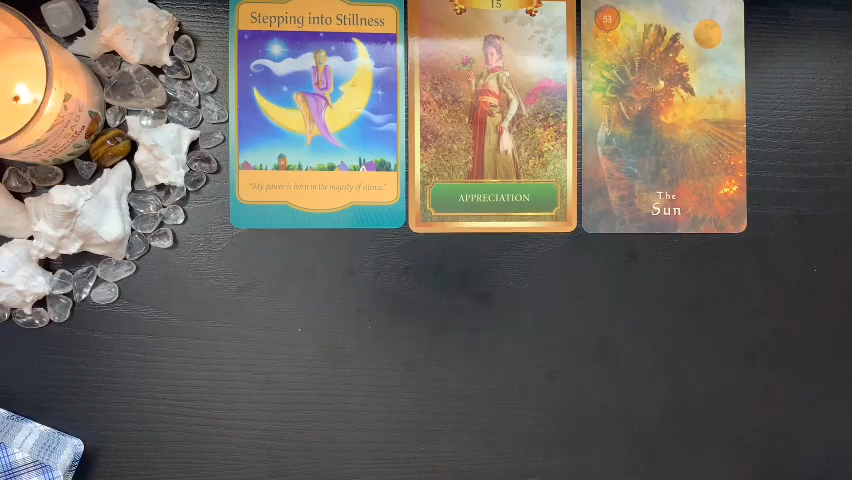 Stepping into Stillness
"My power is born in the majesty of silence."
15
APPRECIATION
53
The
Sun